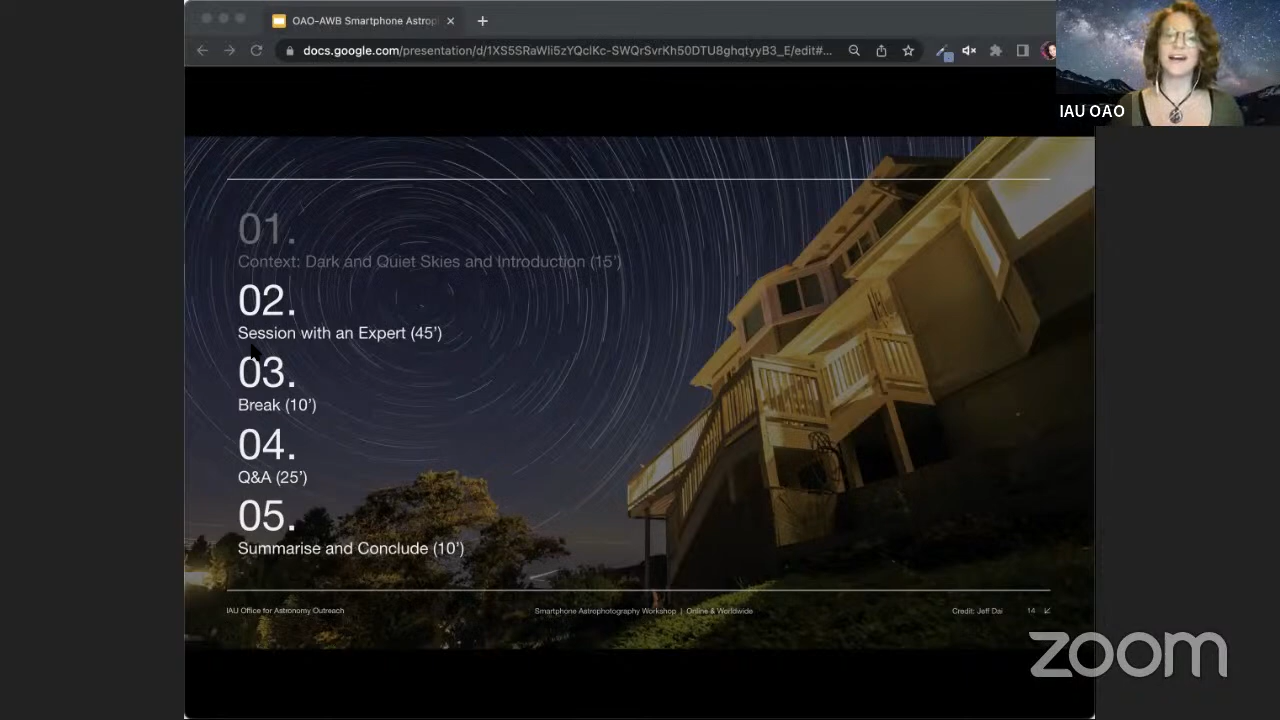 OAO-AWB Smartphone Astrop
docs.google.com/presentation/d/1XS5SRaWli5zYQclKc-SWQrSvrKh50DTU8ghqtyyB3_E/edit#...
IAU OAO
01.
Context: Dark and Quiet Skies and Introduction (15’)
02.
Session with an Expert (45’)
03.
Break (10’)
04.
Q&A (25’)
05.
Summarise and Conclude (10’)
IAU Office for Astronomy Outreach
Smartphone Astrophotography Workshop | Online & Worldwide
Credit: Jeff Dai
14
zoom